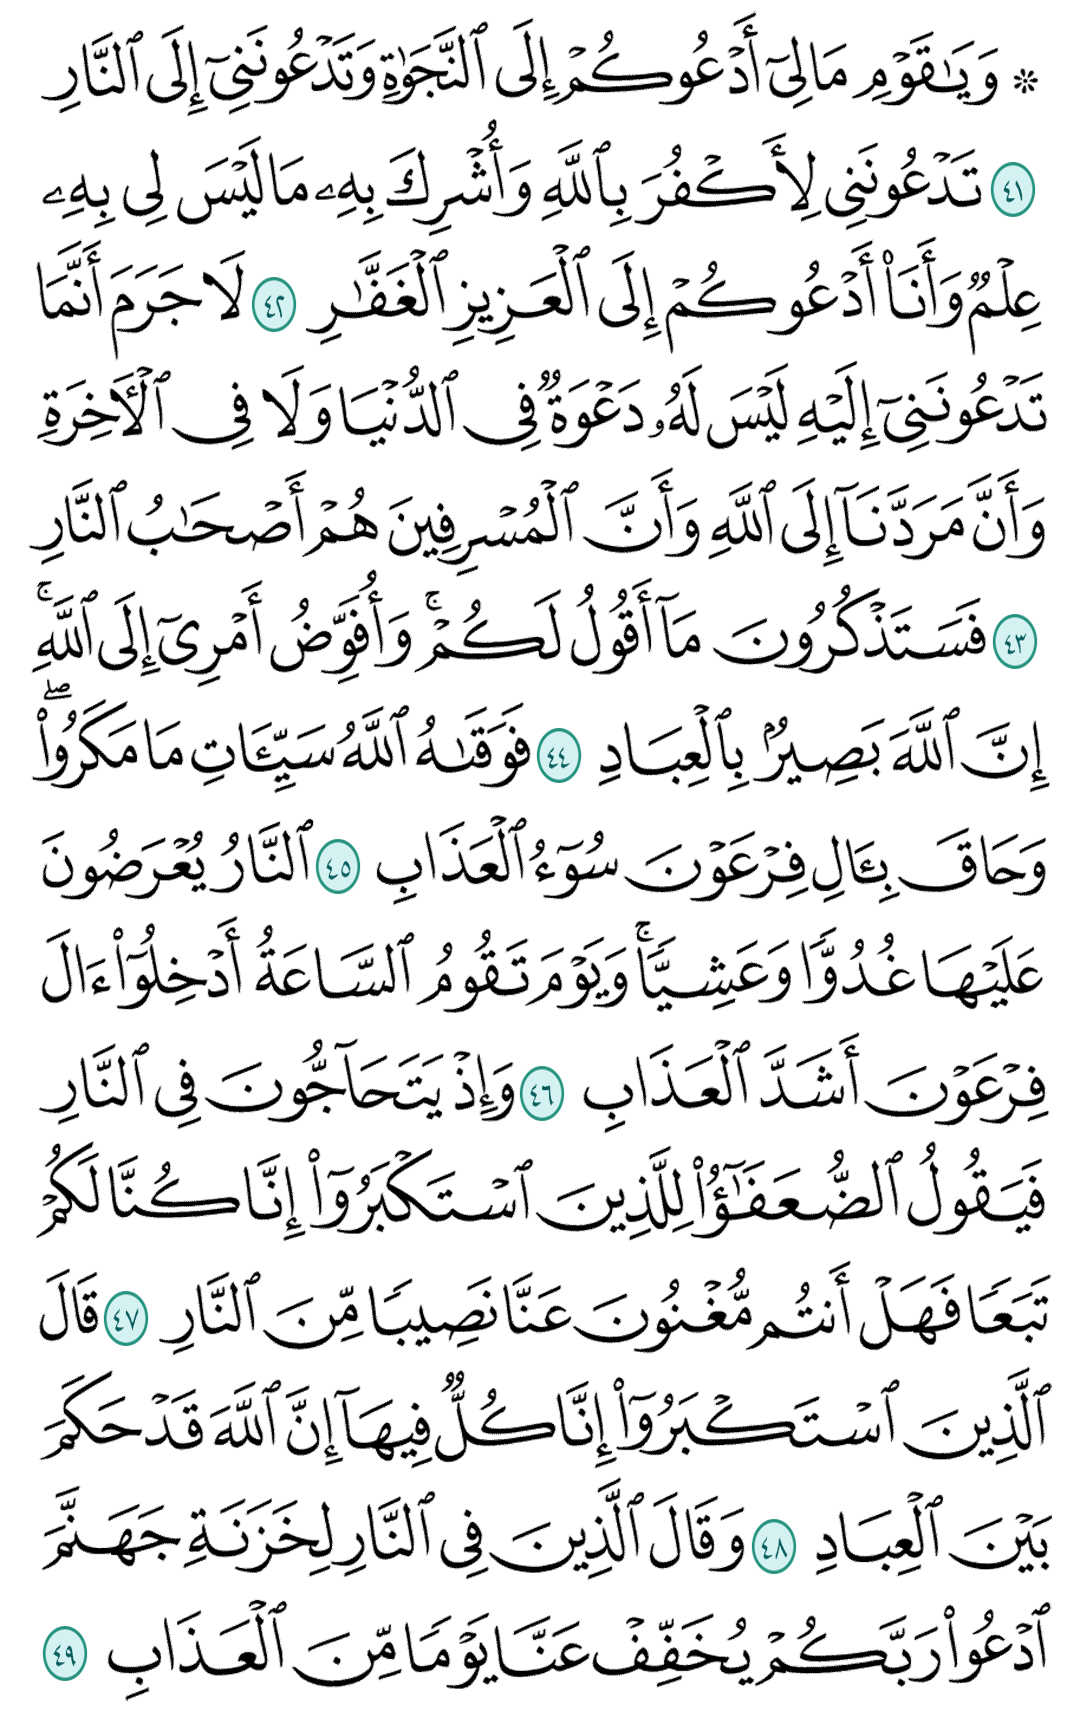 ۞ وَيَٰقَوۡمِ مَا لِيٓ أَدۡعُوكُمۡ إِلَى ٱلنَّجَوٰةِ وَتَدۡعُونَنِيٓ إِلَى ٱلنَّارِ
٤١ تَدۡعُونَنِي لِأَكۡفُرَ بِٱللَّهِ وَأُشۡرِكَ بِهِۦ مَا لَيۡسَ لِي بِهِۦ
عِلۡمٞ وَأَنَا۠ أَدۡعُوكُمۡ إِلَى ٱلۡعَزِيزِ ٱلۡغَفَّٰرِ ٤٢ لَا جَرَمَ أَنَّمَا
تَدۡعُونَنِيٓ إِلَيۡهِ لَيۡسَ لَهُۥ دَعۡوَةٞ فِي ٱلدُّنۡيَا وَلَا فِي ٱلۡأٓخِرَةِ
وَأَنَّ مَرَدَّنَآ إِلَى ٱللَّهِ وَأَنَّ ٱلۡمُسۡرِفِينَ هُمۡ أَصۡحَٰبُ ٱلنَّارِ
٤٣ فَسَتَذۡكُرُونَ مَآ أَقُولُ لَكُمۡۚ وَأُفَوِّضُ أَمۡرِيٓ إِلَى ٱللَّهِۚ
إِنَّ ٱللَّهَ بَصِيرُۢ بِٱلۡعِبَادِ ٤٤ فَوَقَىٰهُ ٱللَّهُ سَيِّـَٔاتِ مَا مَكَرُواْۖ
وَحَاقَ بِـَٔالِ فِرۡعَوۡنَ سُوٓءُ ٱلۡعَذَابِ ٤٥ ٱلنَّارُ يُعۡرَضُونَ
عَلَيۡهَا غُدُوّٗا وَعَشِيّٗاۚ وَيَوۡمَ تَقُومُ ٱلسَّاعَةُ أَدۡخِلُوٓاْ ءَالَ
فِرۡعَوۡنَ أَشَدَّ ٱلۡعَذَابِ ٤٦ وَإِذۡ يَتَحَآجُّونَ فِي ٱلنَّارِ
فَيَقُولُ ٱلضُّعَفَٰٓؤُاْ لِلَّذِينَ ٱسۡتَكۡبَرُوٓاْ إِنَّا كُنَّا لَكُمۡ
تَبَعٗا فَهَلۡ أَنتُم مُّغۡنُونَ عَنَّا نَصِيبٗا مِّنَ ٱلنَّارِ ٤٧ قَالَ
ٱلَّذِينَ ٱسۡتَكۡبَرُوٓاْ إِنَّا كُلّٞ فِيهَآ إِنَّ ٱللَّهَ قَدۡ حَكَمَ
بَيۡنَ ٱلۡعِبَادِ ٤٨ وَقَالَ ٱلَّذِينَ فِي ٱلنَّارِ لِخَزَنَةِ جَهَنَّمَ
ٱدۡعُواْ رَبَّكُمۡ يُخَفِّفۡ عَنَّا يَوۡمٗا مِّنَ ٱلۡعَذَابِ ٤٩